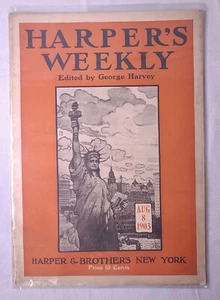 HARPER'S
WEEKLY
Edited by George Harvey
AUG
8
1903
HARPER & BROTHERS NEW YORK
Price 10 Cents